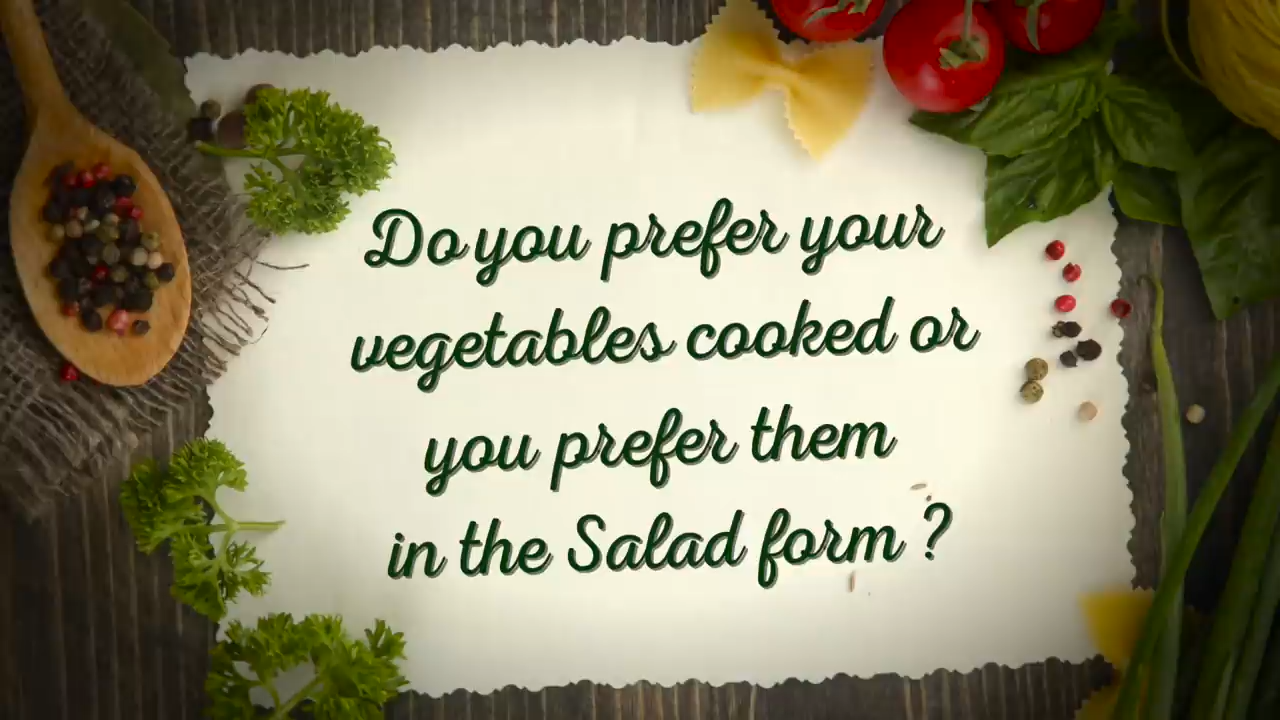 Do you prefer your
vegetables cooked or
you prefer them
in the Salad form ?